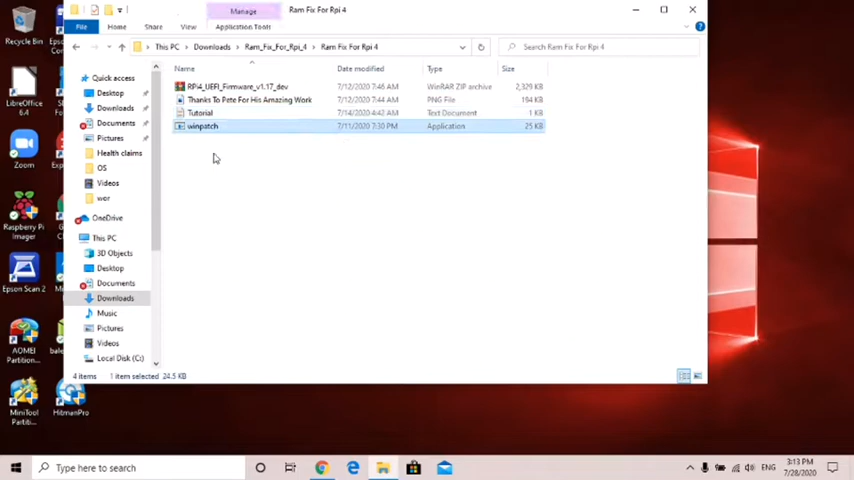 Manage
Ram Fix For Rpi 4
File
Home
Share
View
Application Tools
This PC
Downloads
Ram_Fix_For_Rpi_4
Ram Fix For Rpi 4
Search Ram Fix For Rpi 4
Name
Date modified
Type
Size
RPi4_UEFI_Firmware_v1.17_dev
7/12/2020 7:46 AM
WinRAR ZIP archive
2,329 KB
Thanks To Pete For His Amazing Work
7/12/2020 7:44 AM
PNG File
194 KB
Tutorial
7/14/2020 4:42 AM
Text Document
1 KB
winpatch
7/11/2020 7:30 PM
Application
25 KB
Quick access
Desktop
Downloads
Documents
Pictures
Health claims
OS
Videos
wor
OneDrive
This PC
3D Objects
Desktop
Documents
Downloads
Music
Pictures
Videos
Local Disk (C:)
4 items
1 item selected
24.5 KB
Recycle Bin
LibreOffice
6.4
Zoom
Raspberry Pi
Imager
Epson Scan 2
AOMEI
Partition...
MiniTool
Partiti...
HitmanPro
Type here to search
ENG
3:13 PM
7/28/2020